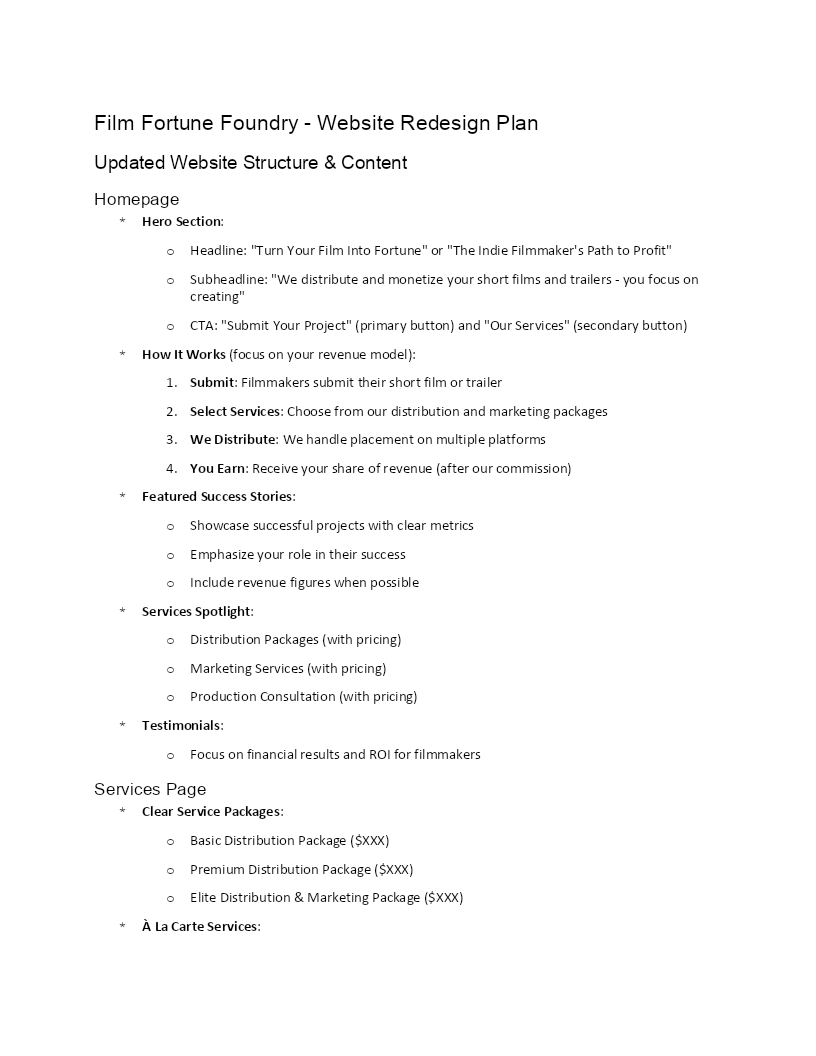 Film Fortune Foundry - Website Redesign Plan
Updated Website Structure & Content
Homepage
* Hero Section:
o Headline: "Turn Your Film Into Fortune" or "The Indie Filmmaker's Path to Profit"
o Subheadline: "We distribute and monetize your short films and trailers - you focus on
creating"
o CTA: "Submit Your Project" (primary button) and "Our Services" (secondary button)
* How It Works (focus on your revenue model):
1. Submit: Filmmakers submit their short film or trailer
2. Select Services: Choose from our distribution and marketing packages
3. We Distribute: We handle placement on multiple platforms
4. You Earn: Receive your share of revenue (after our commission)
* Featured Success Stories:
o Showcase successful projects with clear metrics
o Emphasize your role in their success
o Include revenue figures when possible
* Services Spotlight:
o Distribution Packages (with pricing)
o Marketing Services (with pricing)
o Production Consultation (with pricing)
* Testimonials:
o Focus on financial results and ROI for filmmakers
Services Page
* Clear Service Packages:
o Basic Distribution Package ($XXX)
o Premium Distribution Package ($XXX)
o Elite Distribution & Marketing Package ($XXX)
* À La Carte Services: